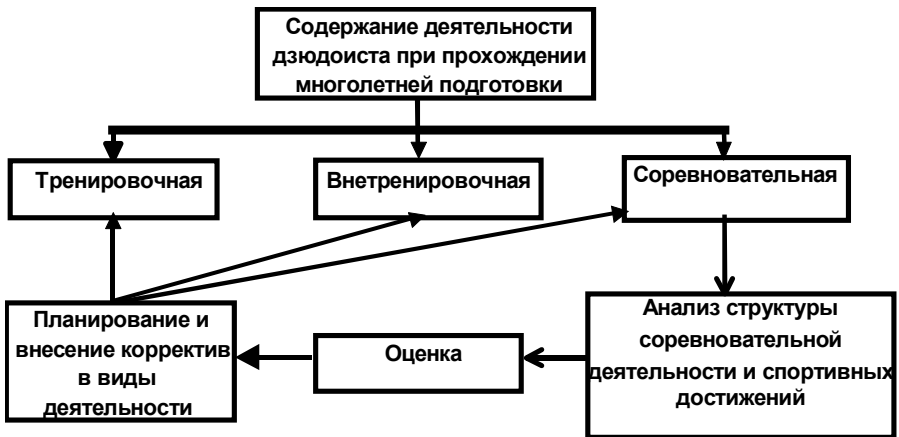 Содержание деятельности
дзюдоиста при прохождении
многолетней подготовки
Тренировочная
Внетренировочная
Соревновательная
Планирование и
внесение корректив
в виды
деятельности
Оценка
Анализ структуры
соревновательной
деятельности и спортивных
достижений